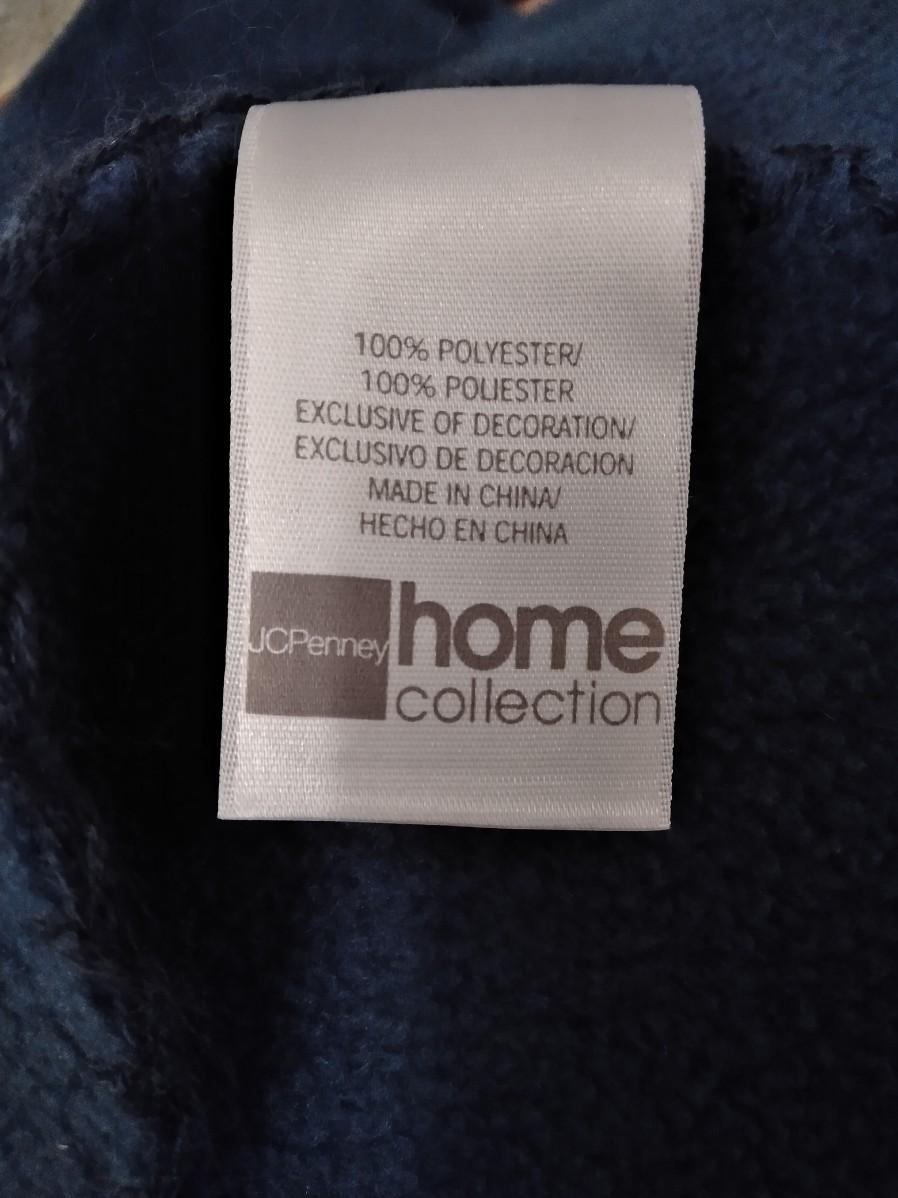 100% POLYESTER/
100% POLIESTER
EXCLUSIVE OF DECORATION/
EXCLUSIVO DE DECORACION
MADE IN CHINA/
HECHO EN CHINA
JCPenney home
collection